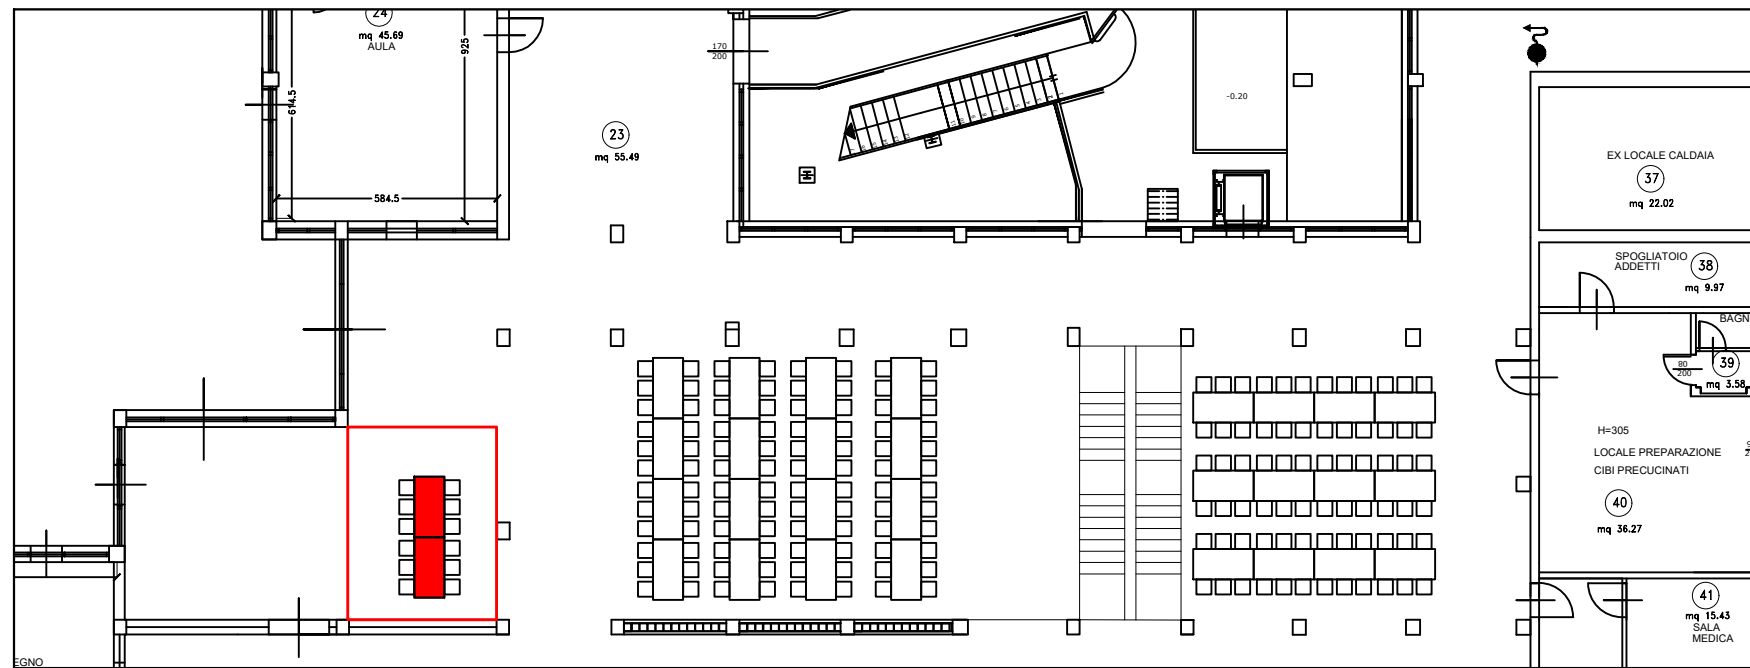 24
mq 45.69
AULA
925
614.5
584.5
170
200
23
mq 55.49
-0.20
EX LOCALE CALDAIA
37
mq 22.02
SPOGLIATOIO
ADDETTI
38
mq 9.97
BAGN
39
mq 3.58
80
200
H=305
LOCALE PREPARAZIONE
CIBI PRECUCINATI
40
mq 36.27
41
mq 15.43
SALA
MEDICA
EGNO